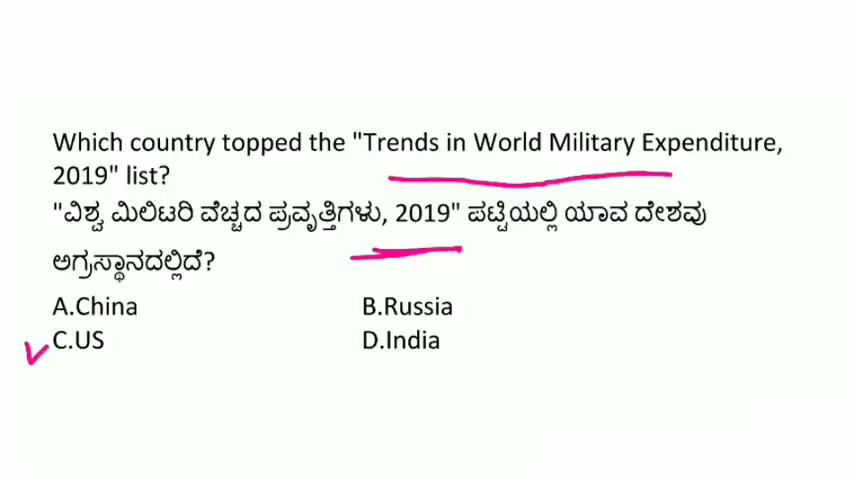 Which country topped the "Trends in World Military Expenditure,
2019" list?
"ವಿಶ್ವ ಮಿಲಿಟರಿ ವೆಚ್ಚದ ಪ್ರವೃತ್ತಿಗಳು, 2019" ಪಟ್ಟಿಯಲ್ಲಿ ಯಾವ ದೇಶವು
ಅಗ್ರಸ್ಥಾನದಲ್ಲಿದೆ?
A.China B.Russia
C.US D.India